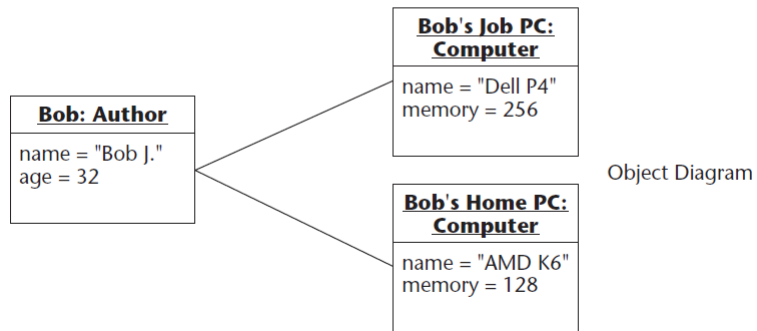 Bob: Author
name = "Bob J."
age = 32
Bob's Job PC:
Computer
name = "Dell P4"
memory = 256
Bob's Home PC:
Computer
name = "AMD K6"
memory = 128
Object Diagram